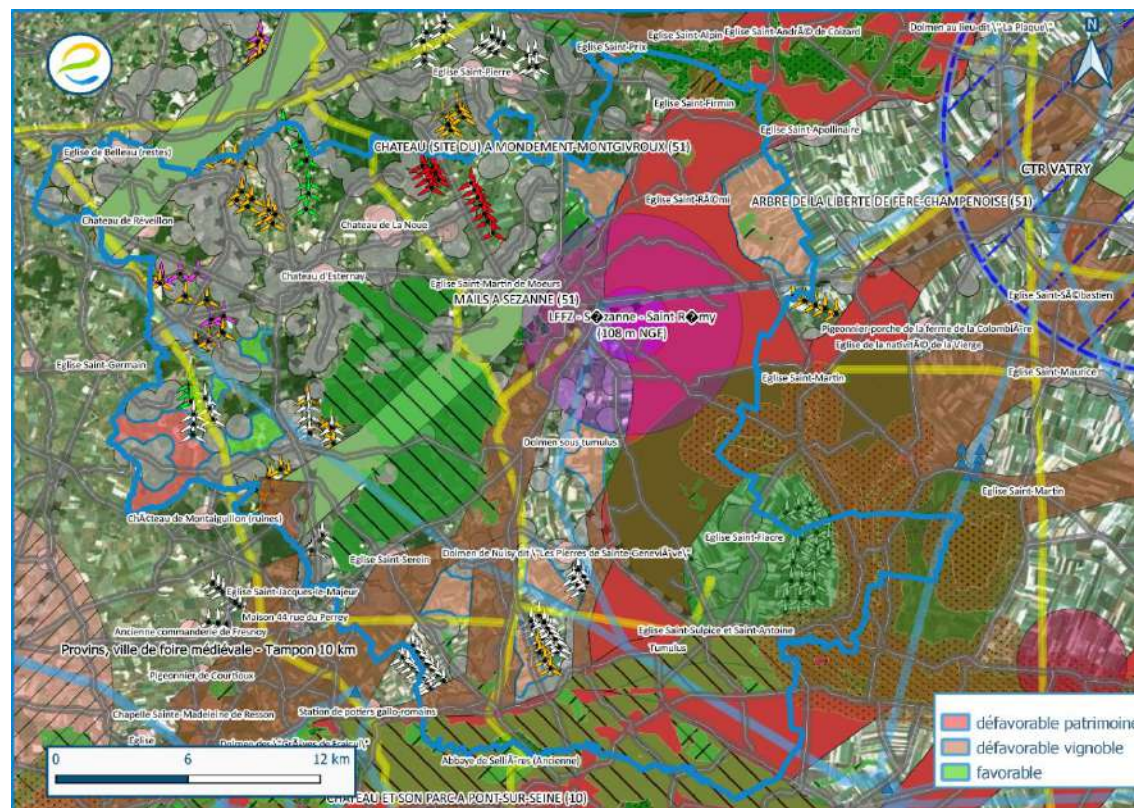 Eglise Saint-Alpin
Eglise Saint-AndrÃ© de Coizard
Dolmen au lieu-dit \"La Plaque\"
N
Eglise Saint-Prix
Eglise Saint-Pierre
Eglise Saint-Firmin
Eglise Saint-Apollinaire
Eglise de Belleau (restes)
CHATEAU (SITE DU) A MONDEMENT-MONTGIVROUX (51)
CTR VATRY
Eglise Saint-RÃ©mi
ARBRE DE LA LIBERTE DE FERE-CHAMPENOISE (51)
Chateau de Réveillon
Chateau de La Noue
Chateau d'Esternay
Eglise Saint-Martin de Moeurs
MAILS A SEZANNE (51)
Eglise Saint-SÃ©bastien
LFFZ - S�zanne - Saint R�my
(108 m NGF)
Pigeonnier-porche de la ferme de la ColombiÃ¨re
Eglise de la nativitÃ© de la Vierge
Eglise Saint-Germain
Eglise Saint-Martin
Eglise Saint-Maurice
Dolmen sous tumulus
Eglise Saint-Martin
ChÃ¢teau de Montaiguillon (ruines)
Eglise Saint-Fiacre
Eglise Saint-Serein
Dolmen de Nuisy dit \"Les Pierres de Sainte-GeneviÃ¨ve\"
Eglise Saint-Jacques-le-Majeur
Maison 44 rue du Perrey
Ancienne commanderie de Fresnoy
Eglise Saint-Sulpice et Saint-Antoine
Provins, ville de foire médiévale - Tampon 10 km
Tumulus
Pigeonnier de Courtioux
Chapelle Sainte-Madeleine de Resson
Station de potiers gallo-romains
Eglise
Abbaye de SelliÃ¨res (Ancienne)
CHATEAU ET SON PARC A PONT-SUR-SEINE (10)
0 6 12 km
défavorable patrimoine
défavorable vignoble
favorable